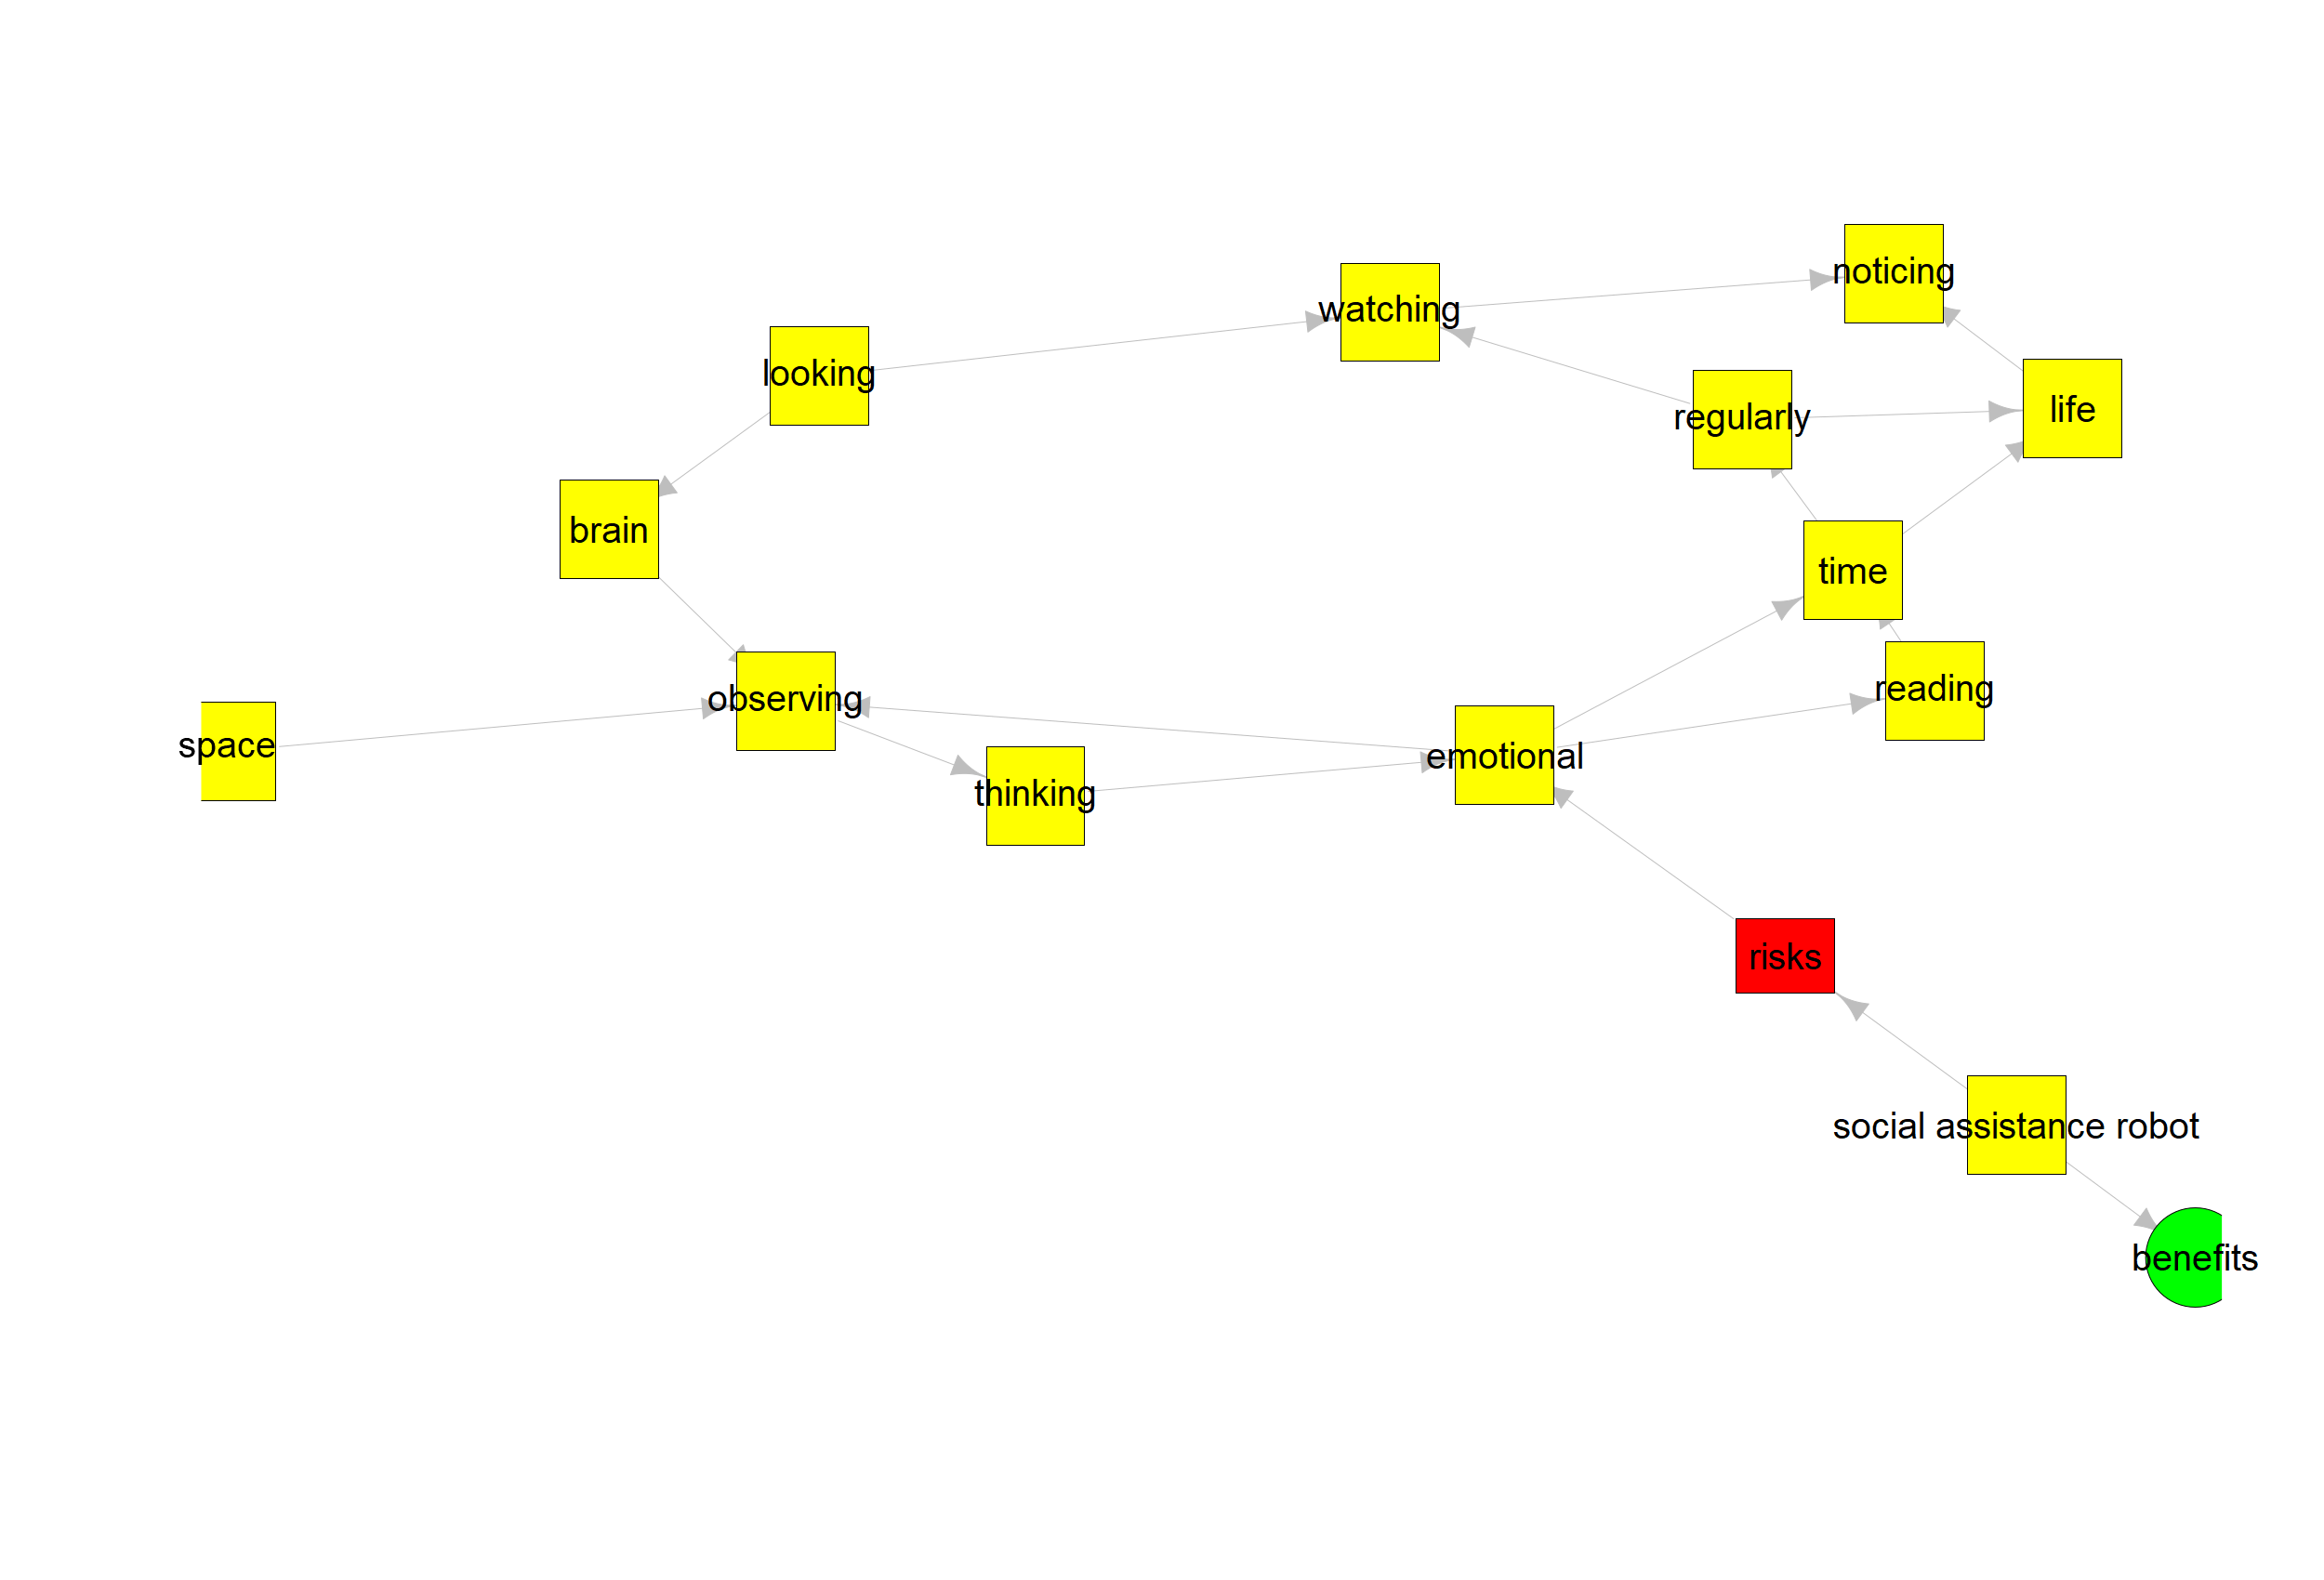 noticing
watching
looking
life
regularly
brain
time
reading
observing
space
emotional
thinking
risks
social assistance robot
benefits